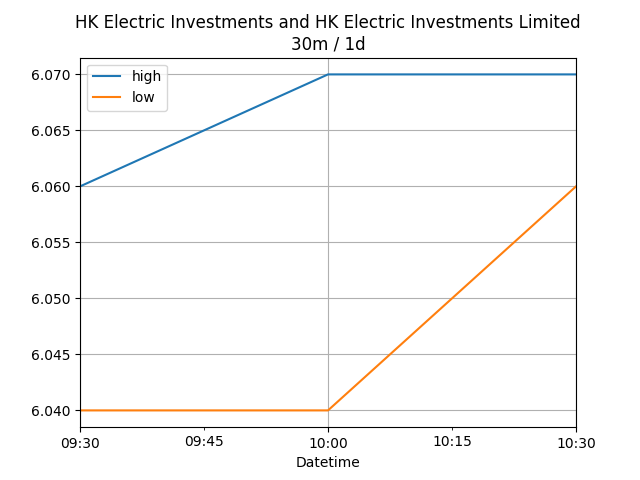 HK Electric Investments and HK Electric Investments Limited
30m / 1d
high
low
6.070
6.065
6.060
6.055
6.050
6.045
6.040
09:30 09:45 10:00 10:15 10:30
Datetime